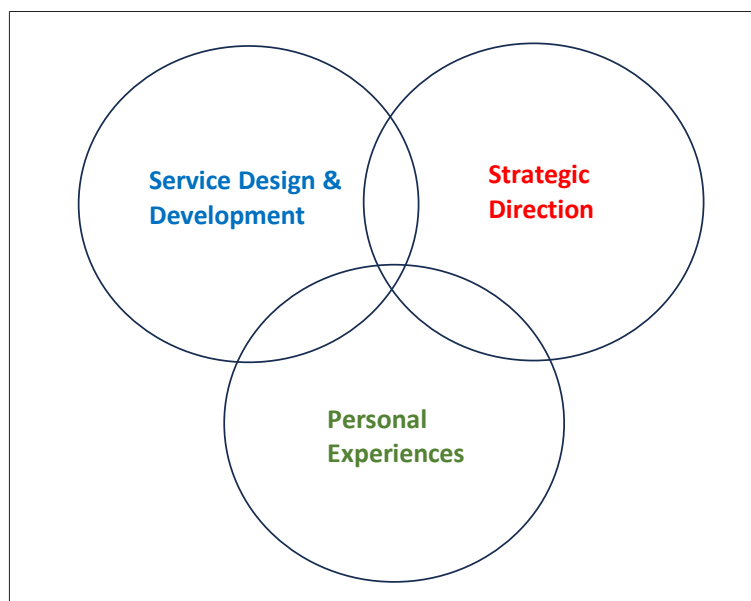 Service Design &
Development
Strategic
Direction
Personal
Experiences